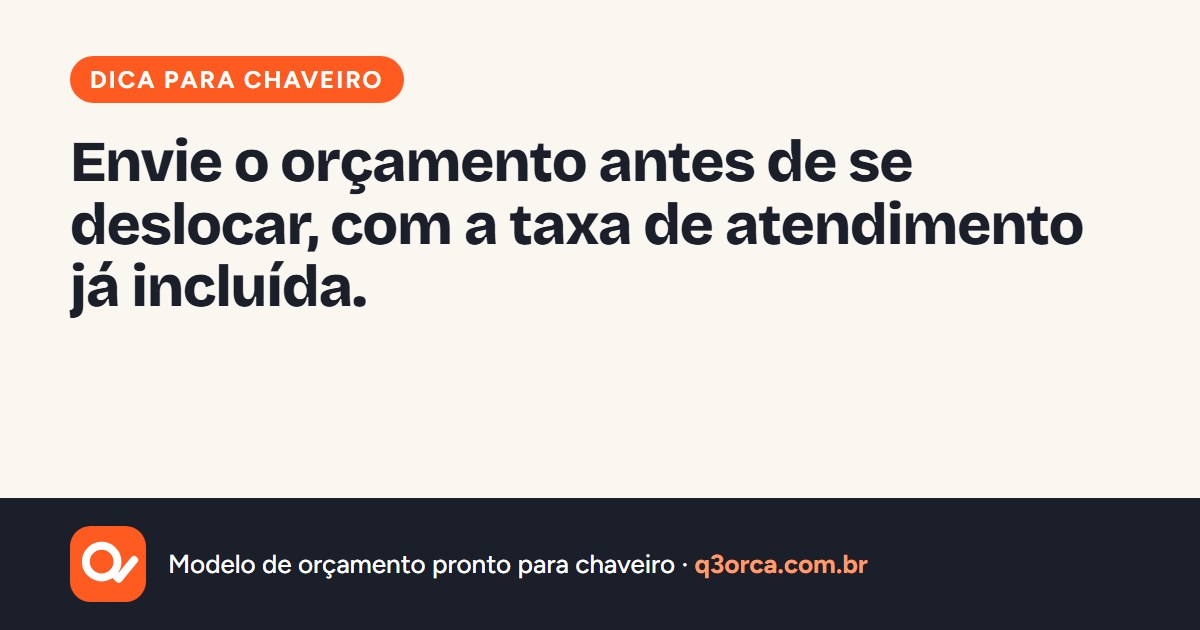 DICA PARA CHAVEIRO
Envie o orçamento antes de se
deslocar, com a taxa de atendimento
já incluída.
Modelo de orçamento pronto para chaveiro · q3orca.com.br